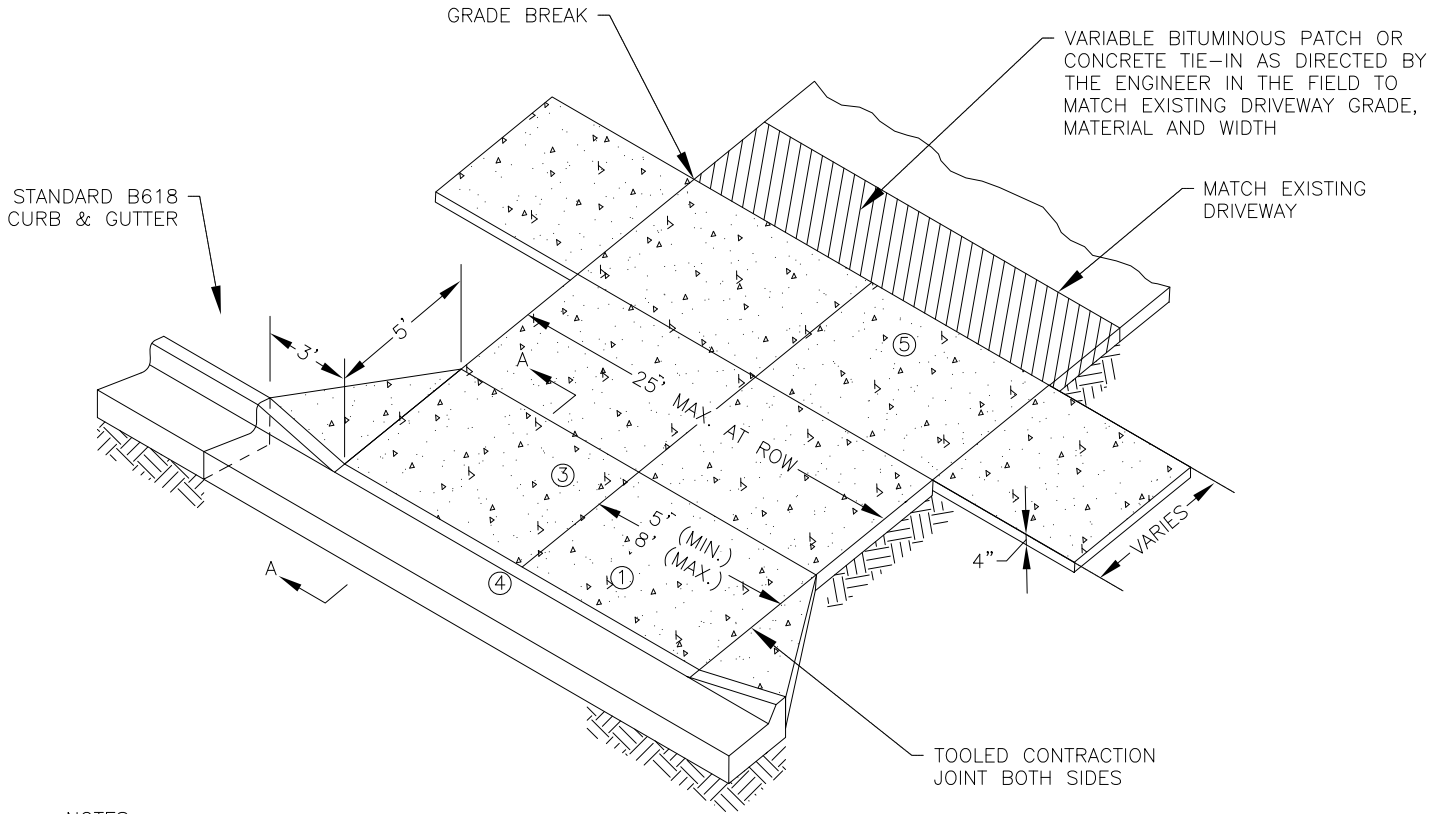 GRADE BREAK
VARIABLE BITUMINOUS PATCH OR
CONCRETE TIE-IN AS DIRECTED BY
THE ENGINEER IN THE FIELD TO
MATCH EXISTING DRIVEWAY GRADE,
MATERIAL AND WIDTH
STANDARD B618
CURB & GUTTER
MATCH EXISTING
DRIVEWAY
3'
5'
A
25' MAX. AT ROW
5
3
5' (MIN.)
8' (MAX.)
1
4
A
4"
VARIES
TOOLED CONTRACTION
JOINT BOTH SIDES